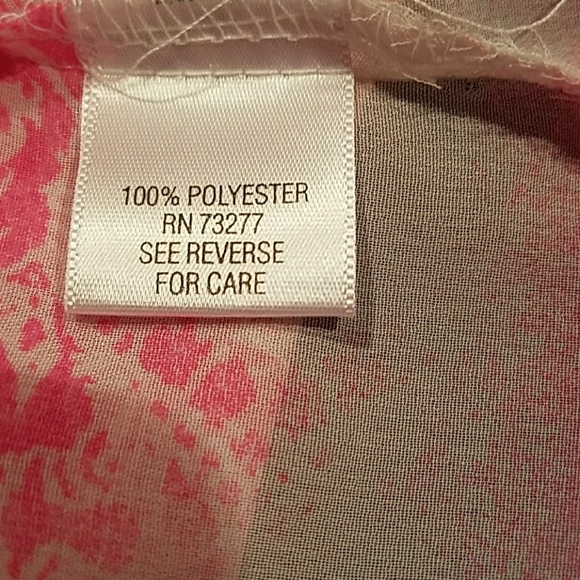 100% POLYESTER
RN 73277
SEE REVERSE
FOR CARE